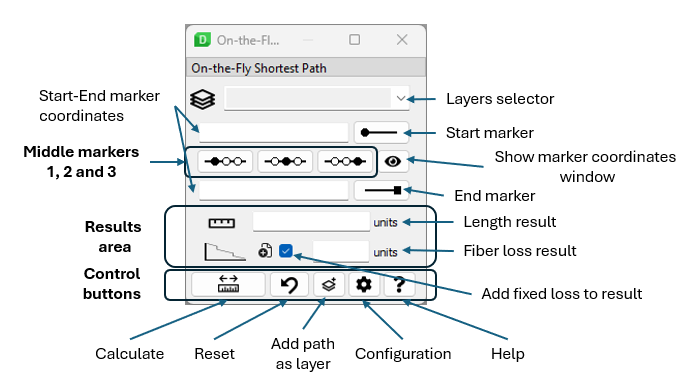 D On-the-Fl...
On-the-Fly Shortest Path
Start-End marker
coordinates
Layers selector
Start marker
Middle markers
1, 2 and 3
Show marker coordinates
window
End marker
Results
area
units
Length result
units
Fiber loss result
Control
buttons
?
Add fixed loss to result
Calculate
Reset
Add path
as layer
Configuration
Help